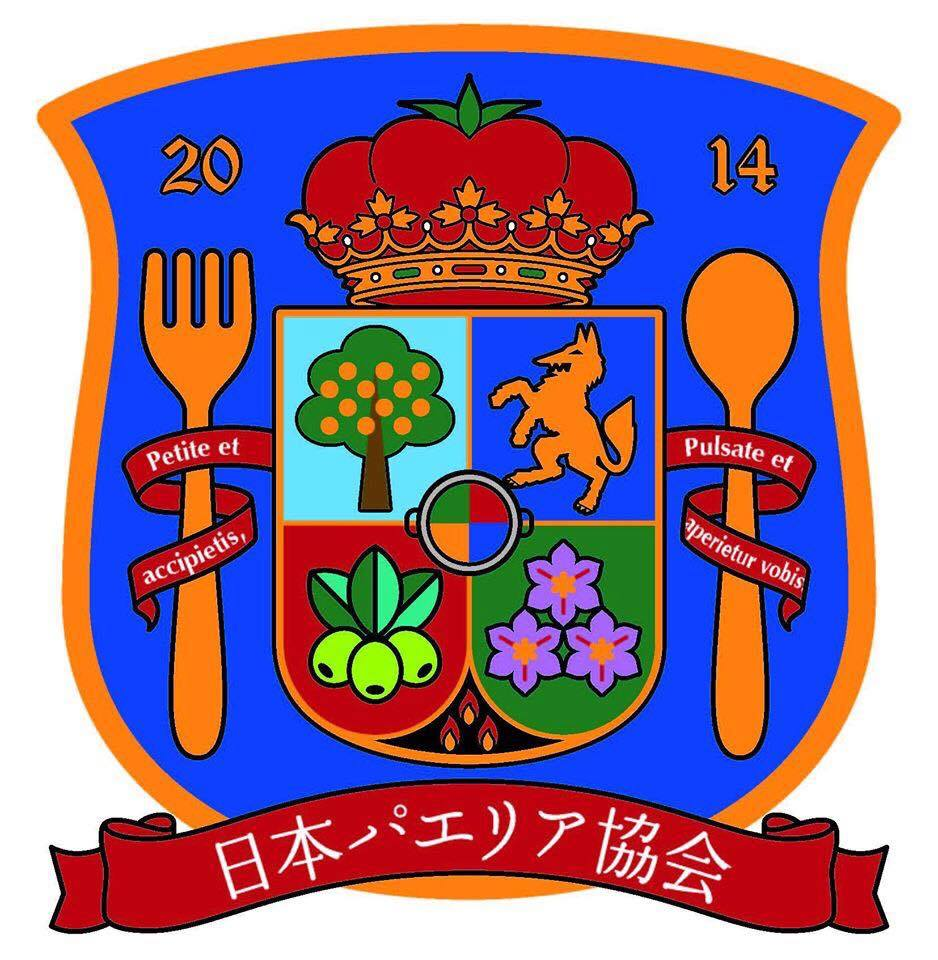 20 14
Petite et
accipietis,
Pulsate et
aperietur vobis
日本パエリア協会